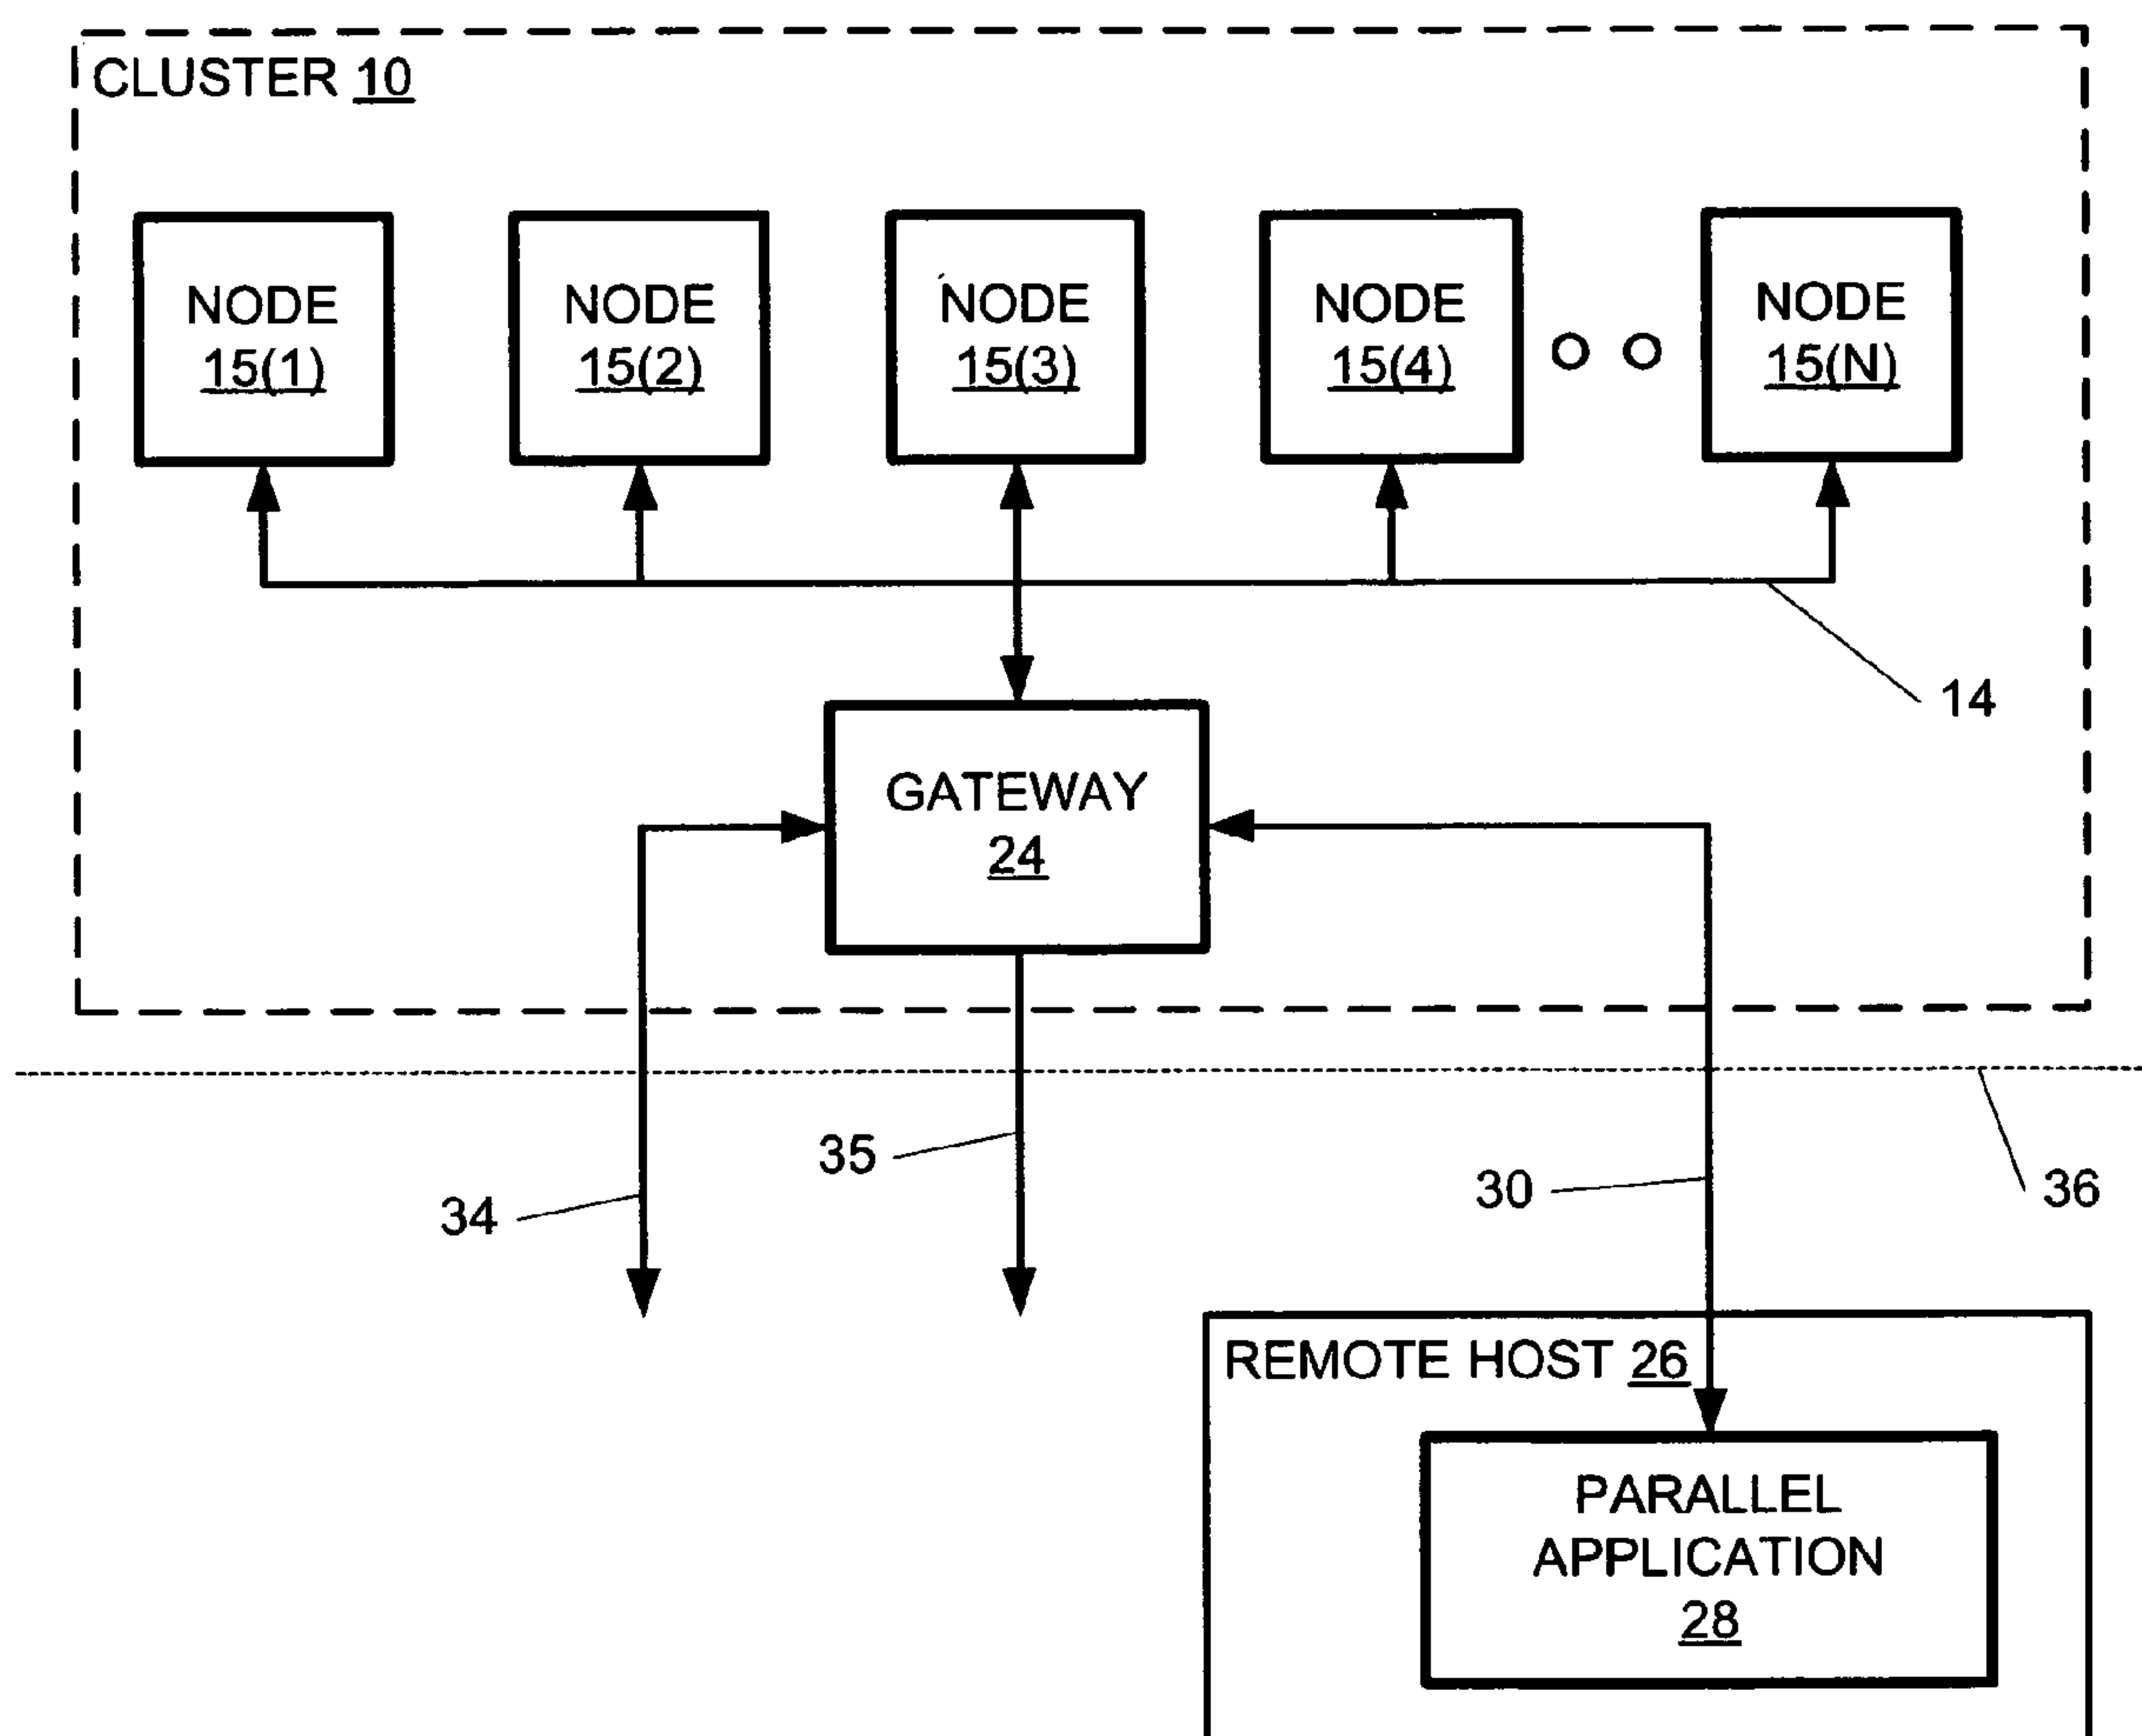 CLUSTER 10
NODE
15(1)
NODE
15(2)
NODE
15(3)
NODE
15(4)
NODE
15(N)
14
GATEWAY
24
35
34
30
36
REMOTE HOST 26
PARALLEL
APPLICATION
28